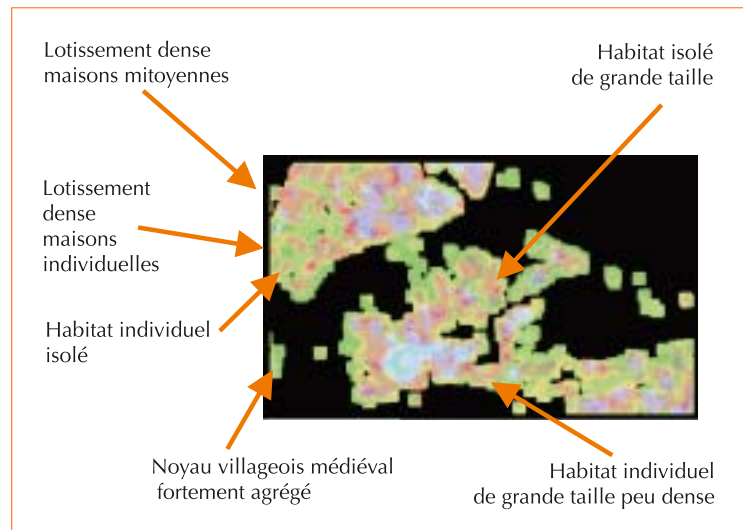 Lotissement dense
maisons mitoyennes
Habitat isolé
de grande taille
Lotissement
dense
maisons
individuelles
Habitat individuel
isolé
Noyau villageois médiéval
fortement agrégé
Habitat individuel
de grande taille peu dense